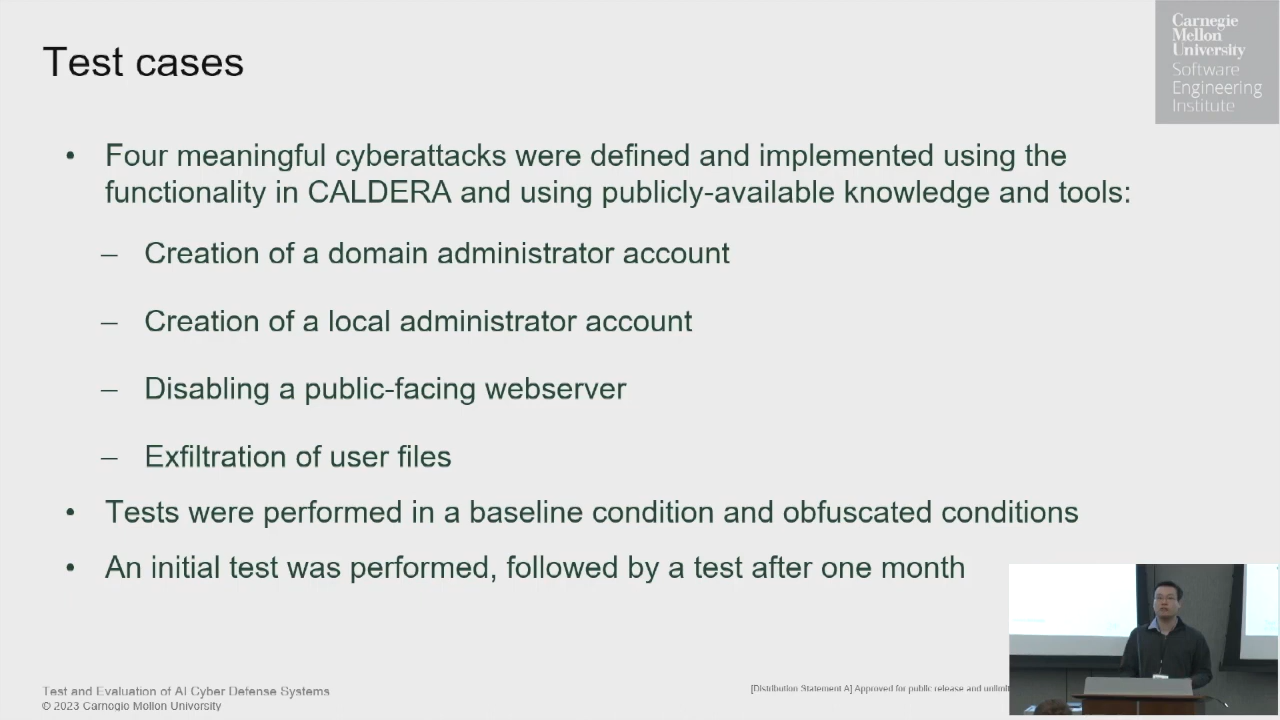 Carnegie
Mellon
University
Software
Engineering
Institute
Test cases
• Four meaningful cyberattacks were defined and implemented using the
functionality in CALDERA and using publicly-available knowledge and tools:
– Creation of a domain administrator account
– Creation of a local administrator account
– Disabling a public-facing webserver
– Exfiltration of user files
• Tests were performed in a baseline condition and obfuscated conditions
• An initial test was performed, followed by a test after one month
Test and Evaluation of AI Cyber Defense Systems
© 2023 Carnegie Mellon University
[Distribution Statement A] Approved for public release and